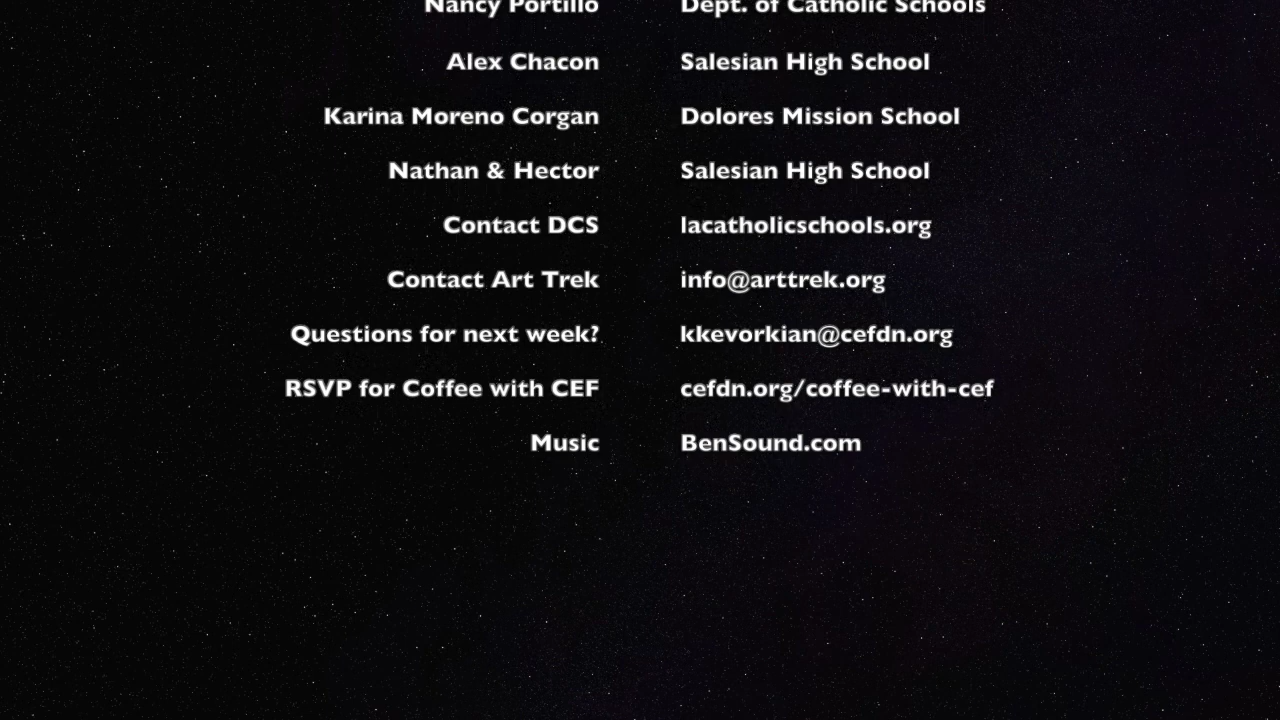 Nancy Portillo Dept. of Catholic Schools
Alex Chacon Salesian High School
Karina Moreno Corgan Dolores Mission School
Nathan & Hector Salesian High School
Contact DCS lacatholicschools.org
Contact Art Trek info@arttrek.org
Questions for next week? kkevorkian@cefdn.org
RSVP for Coffee with CEF cefdn.org/coffee-with-cef
Music BenSound.com